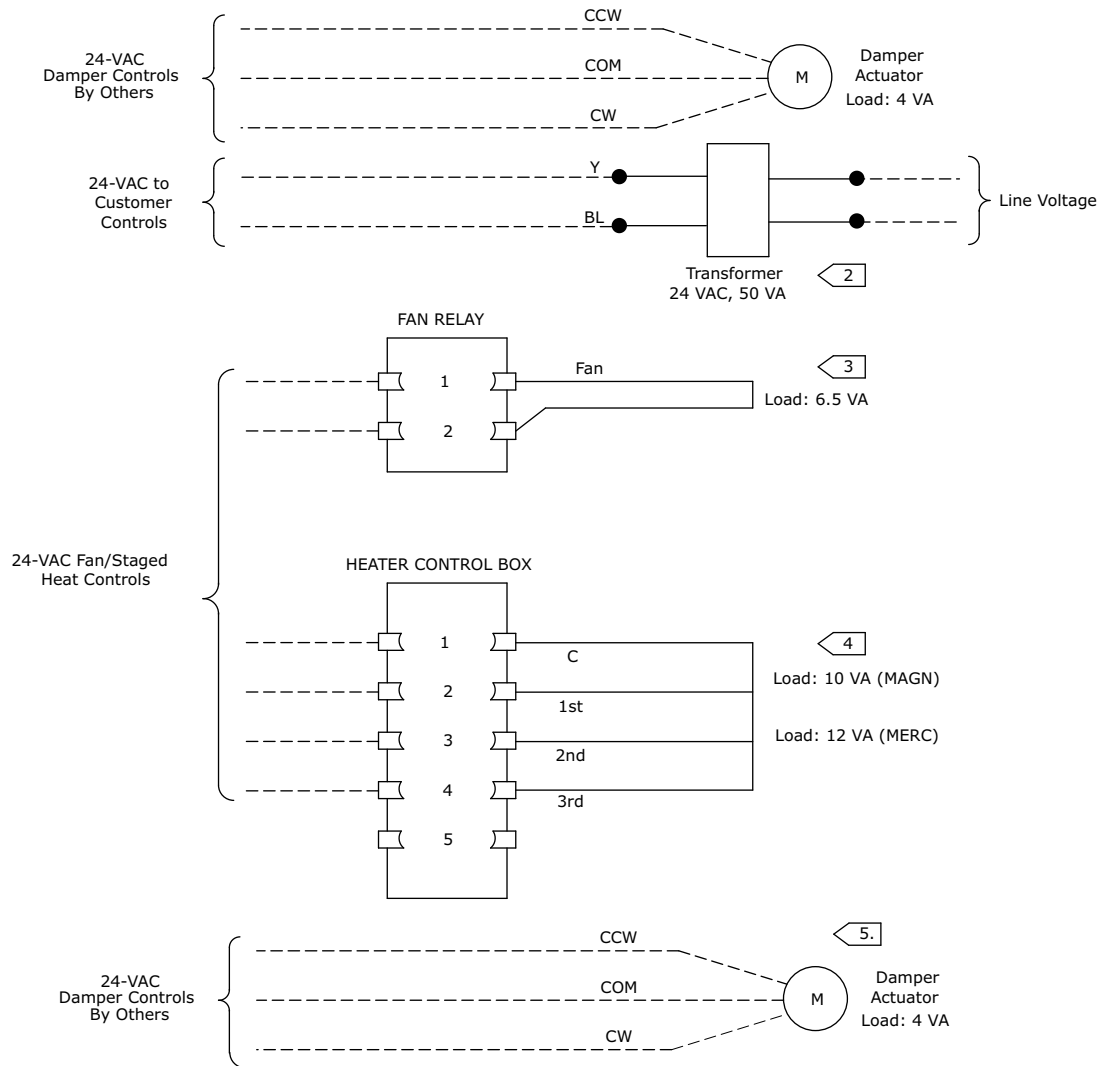 CCW
24-VAC
Damper Controls
By Others
COM
M
Damper
Actuator
Load: 4 VA
CW
24-VAC to
Customer
Controls
Y
BL
Line Voltage
Transformer
24 VAC, 50 VA
2
FAN RELAY
1
Fan
3
Load: 6.5 VA
2
24-VAC Fan/Staged
Heat Controls
HEATER CONTROL BOX
1
C
4
Load: 10 VA (MAGN)
2
1st
3
2nd
Load: 12 VA (MERC)
4
3rd
5
CCW
5.
24-VAC
Damper Controls
By Others
COM
M
Damper
Actuator
Load: 4 VA
CW